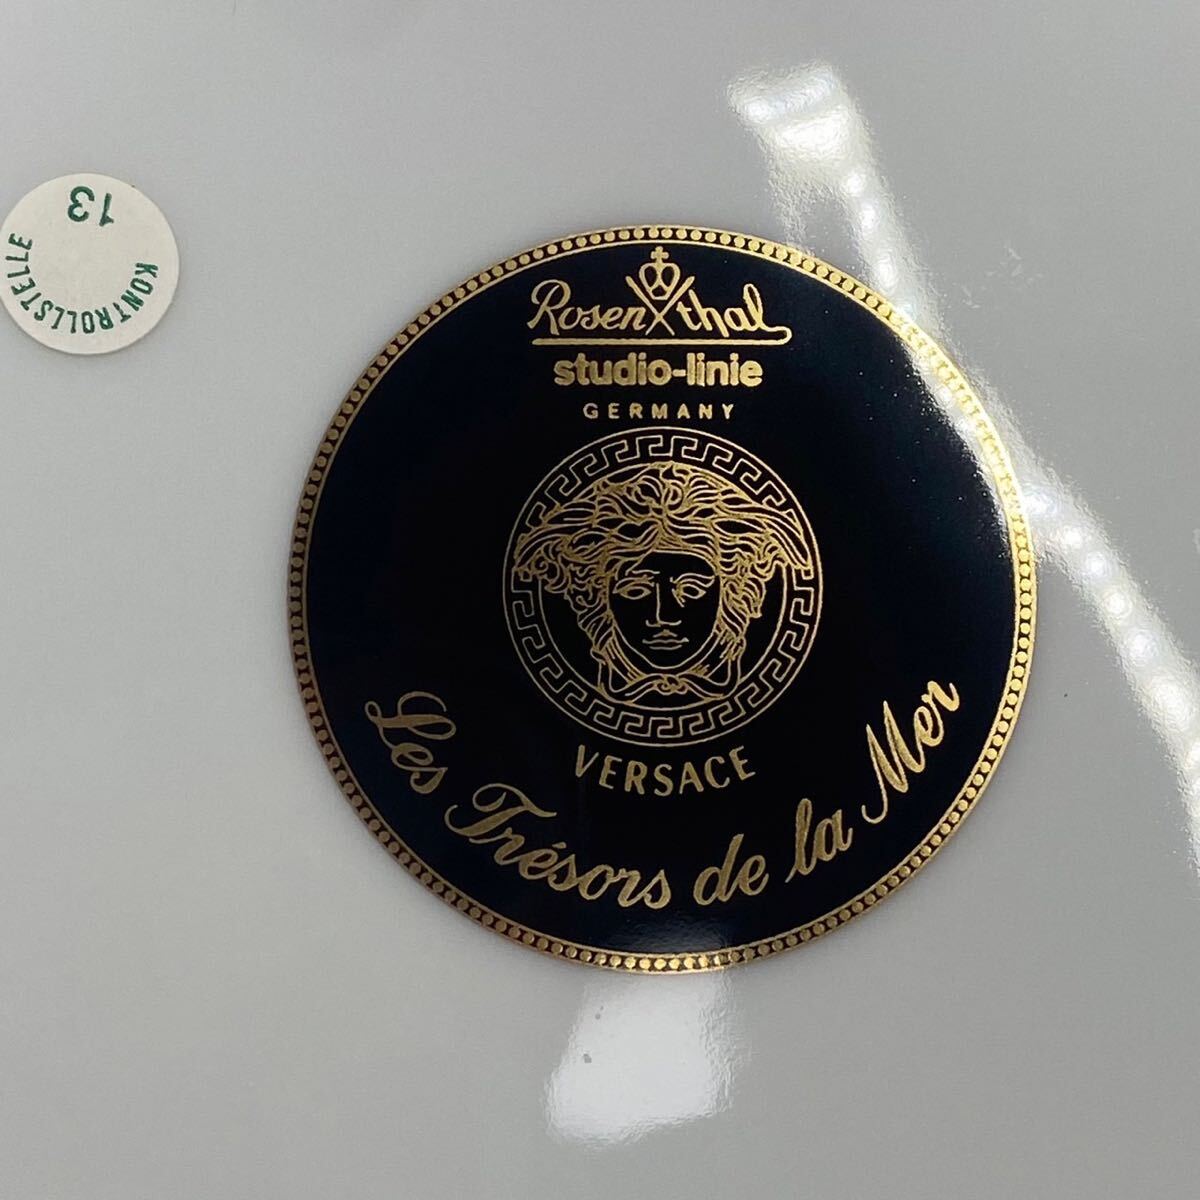 13
KONTROLLSTELLE
Rosenthal
studio-linie
GERMANY
VERSACE
Les Trésors de la Mer